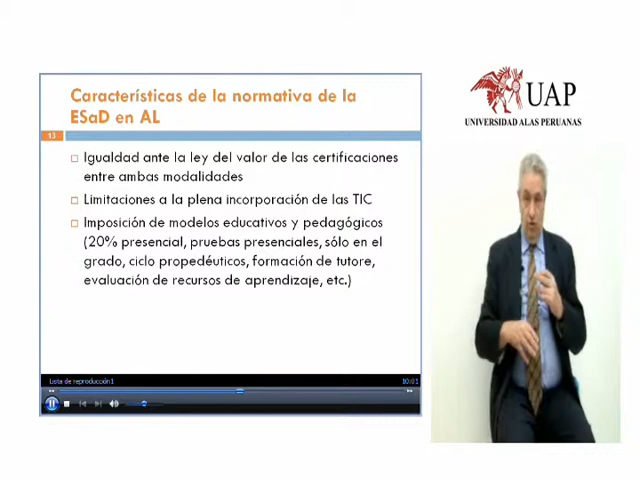 Características de la normativa de la
ESaD en AL
13
Igualdad ante la ley del valor de las certificaciones
entre ambas modalidades
Limitaciones a la plena incorporación de las TIC
Imposición de modelos educativos y pedagógicos
(20% presencial, pruebas presenciales, sólo en el
grado, ciclo propedéuticos, formación de tutore,
evaluación de recursos de aprendizaje, etc.)
Lista de reproducción1
10:01
UAP
UNIVERSIDAD ALAS PERUANAS